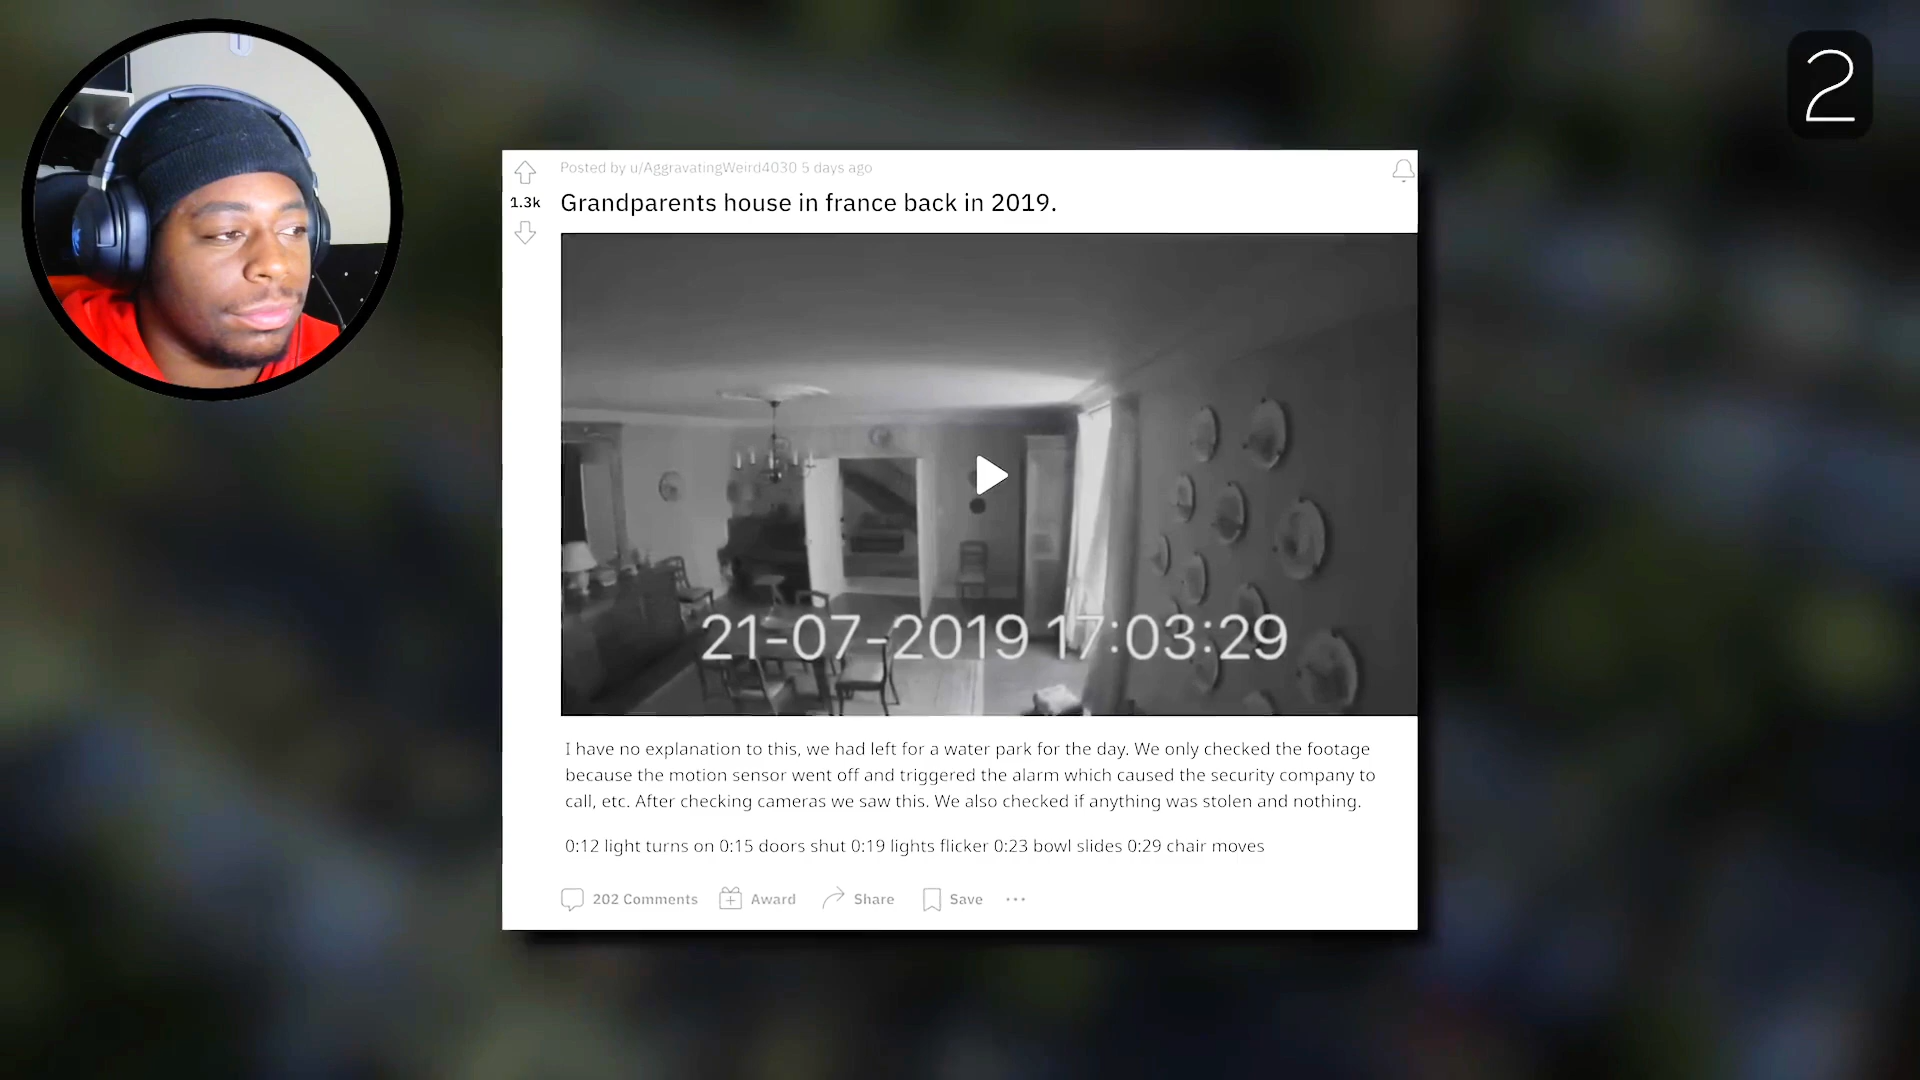 2
Posted by u/AggravatingWeird4030 5 days ago
1.3k
Grandparents house in france back in 2019.
21-07-2019 17:03:29
I have no explanation to this, we had left for a water park for the day. We only checked the footage
because the motion sensor went off and triggered the alarm which caused the security company to
call, etc. After checking cameras we saw this. We also checked if anything was stolen and nothing.
0:12 light turns on 0:15 doors shut 0:19 lights flicker 0:23 bowl slides 0:29 chair moves
202 Comments Award Share Save